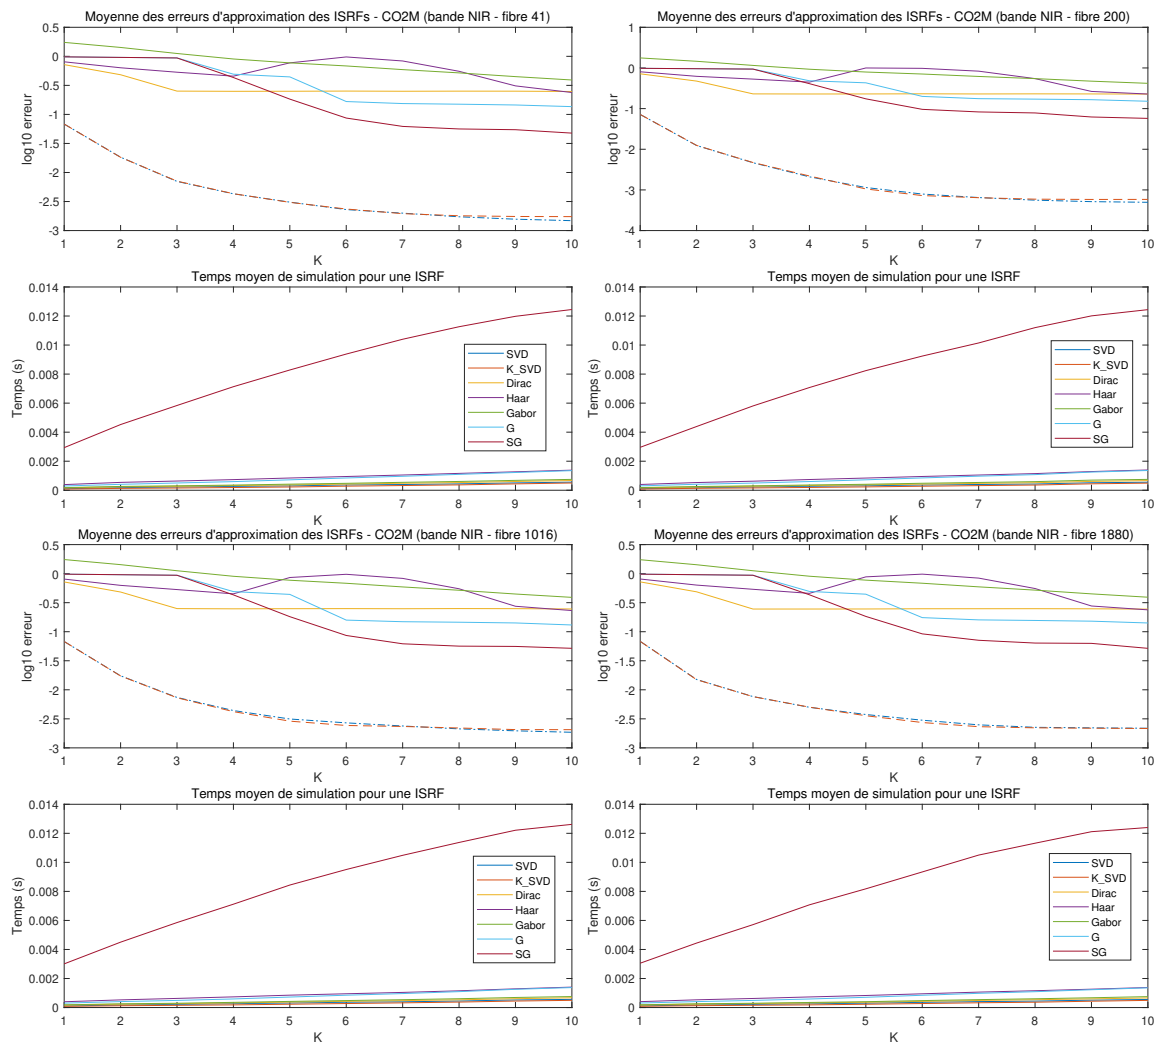 Moyenne des erreurs d'approximation des ISRFs - CO2M (bande NIR - fibre 41)
0.5
0
-0.5
-1
-1.5
-2
-2.5
-3
log10 erreur
1 2 3 4 5 6 7 8 9 10
K
Moyenne des erreurs d'approximation des ISRFs - CO2M (bande NIR - fibre 200)
1
0
-1
-2
-3
-4
log10 erreur
1 2 3 4 5 6 7 8 9 10
K
Temps moyen de simulation pour une ISRF
0.014
0.012
0.01
0.008
0.006
0.004
0.002
0
Temps (s)
SVD
K_SVD
Dirac
Haar
Gabor
G
SG
1 2 3 4 5 6 7 8 9 10
K
Temps moyen de simulation pour une ISRF
0.014
0.012
0.01
0.008
0.006
0.004
0.002
0
Temps (s)
SVD
K_SVD
Dirac
Haar
Gabor
G
SG
1 2 3 4 5 6 7 8 9 10
K
Moyenne des erreurs d'approximation des ISRFs - CO2M (bande NIR - fibre 1016)
0.5
0
-0.5
-1
-1.5
-2
-2.5
-3
log10 erreur
1 2 3 4 5 6 7 8 9 10
K
Moyenne des erreurs d'approximation des ISRFs - CO2M (bande NIR - fibre 1880)
0.5
0
-0.5
-1
-1.5
-2
-2.5
-3
log10 erreur
1 2 3 4 5 6 7 8 9 10
K
Temps moyen de simulation pour une ISRF
0.014
0.012
0.01
0.008
0.006
0.004
0.002
0
Temps (s)
SVD
K_SVD
Dirac
Haar
Gabor
G
SG
1 2 3 4 5 6 7 8 9 10
K
Temps moyen de simulation pour une ISRF
0.014
0.012
0.01
0.008
0.006
0.004
0.002
0
Temps (s)
SVD
K_SVD
Dirac
Haar
Gabor
G
SG
1 2 3 4 5 6 7 8 9 10
K